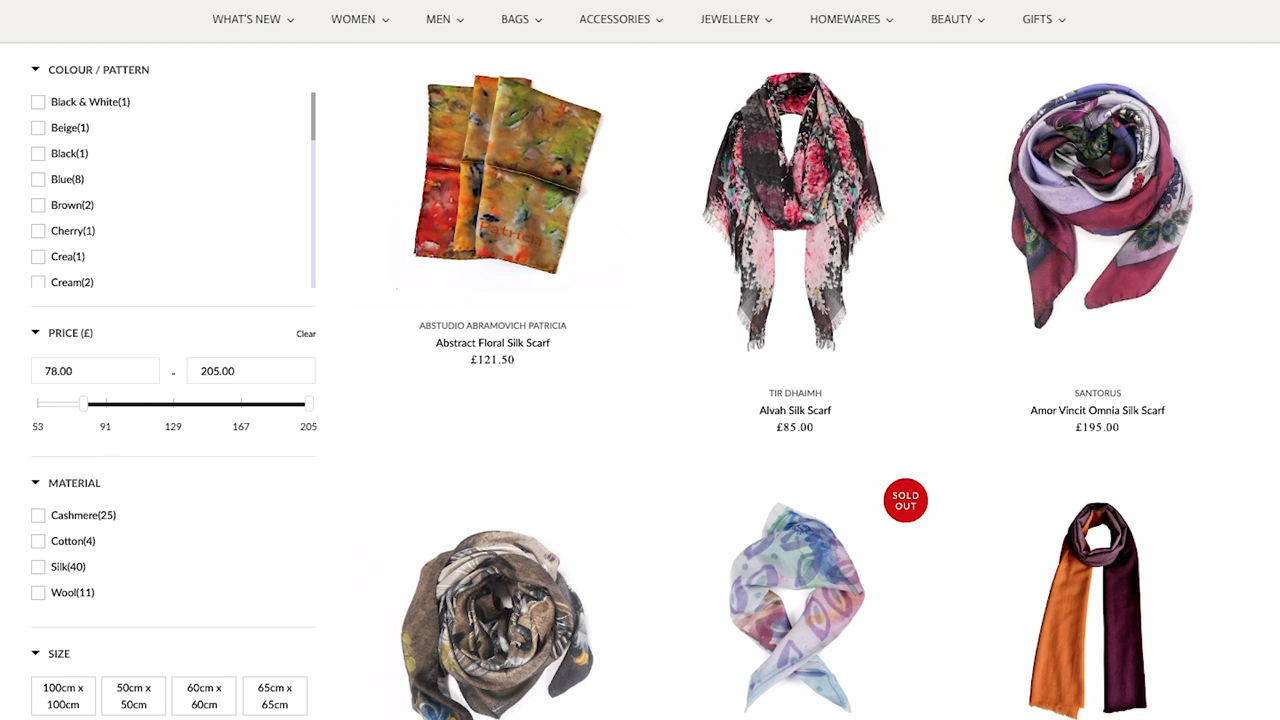 WHAT'S NEW
WOMEN
MEN
BAGS
ACCESSORIES
JEWELLERY
HOMEWARES
BEAUTY
GIFTS
COLOUR / PATTERN
Black & White(1)
Beige(1)
Black(1)
Blue(8)
Brown(2)
Cherry(1)
Crea(1)
Cream(2)
PRICE (£)
Clear
78.00
-
205.00
53
91
129
167
205
MATERIAL
Cashmere(25)
Cotton(4)
Silk(40)
Wool(11)
SIZE
100cm x
100cm
50cm x
50cm
60cm x
60cm
65cm x
65cm
Patricia
ABSTUDIO ABRAMOVICH PATRICIA
Abstract Floral Silk Scarf
£121.50
TIR DHAIMH
Alvah Silk Scarf
£85.00
SANTORUS
Amor Vincit Omnia Silk Scarf
£195.00
SOLD
OUT